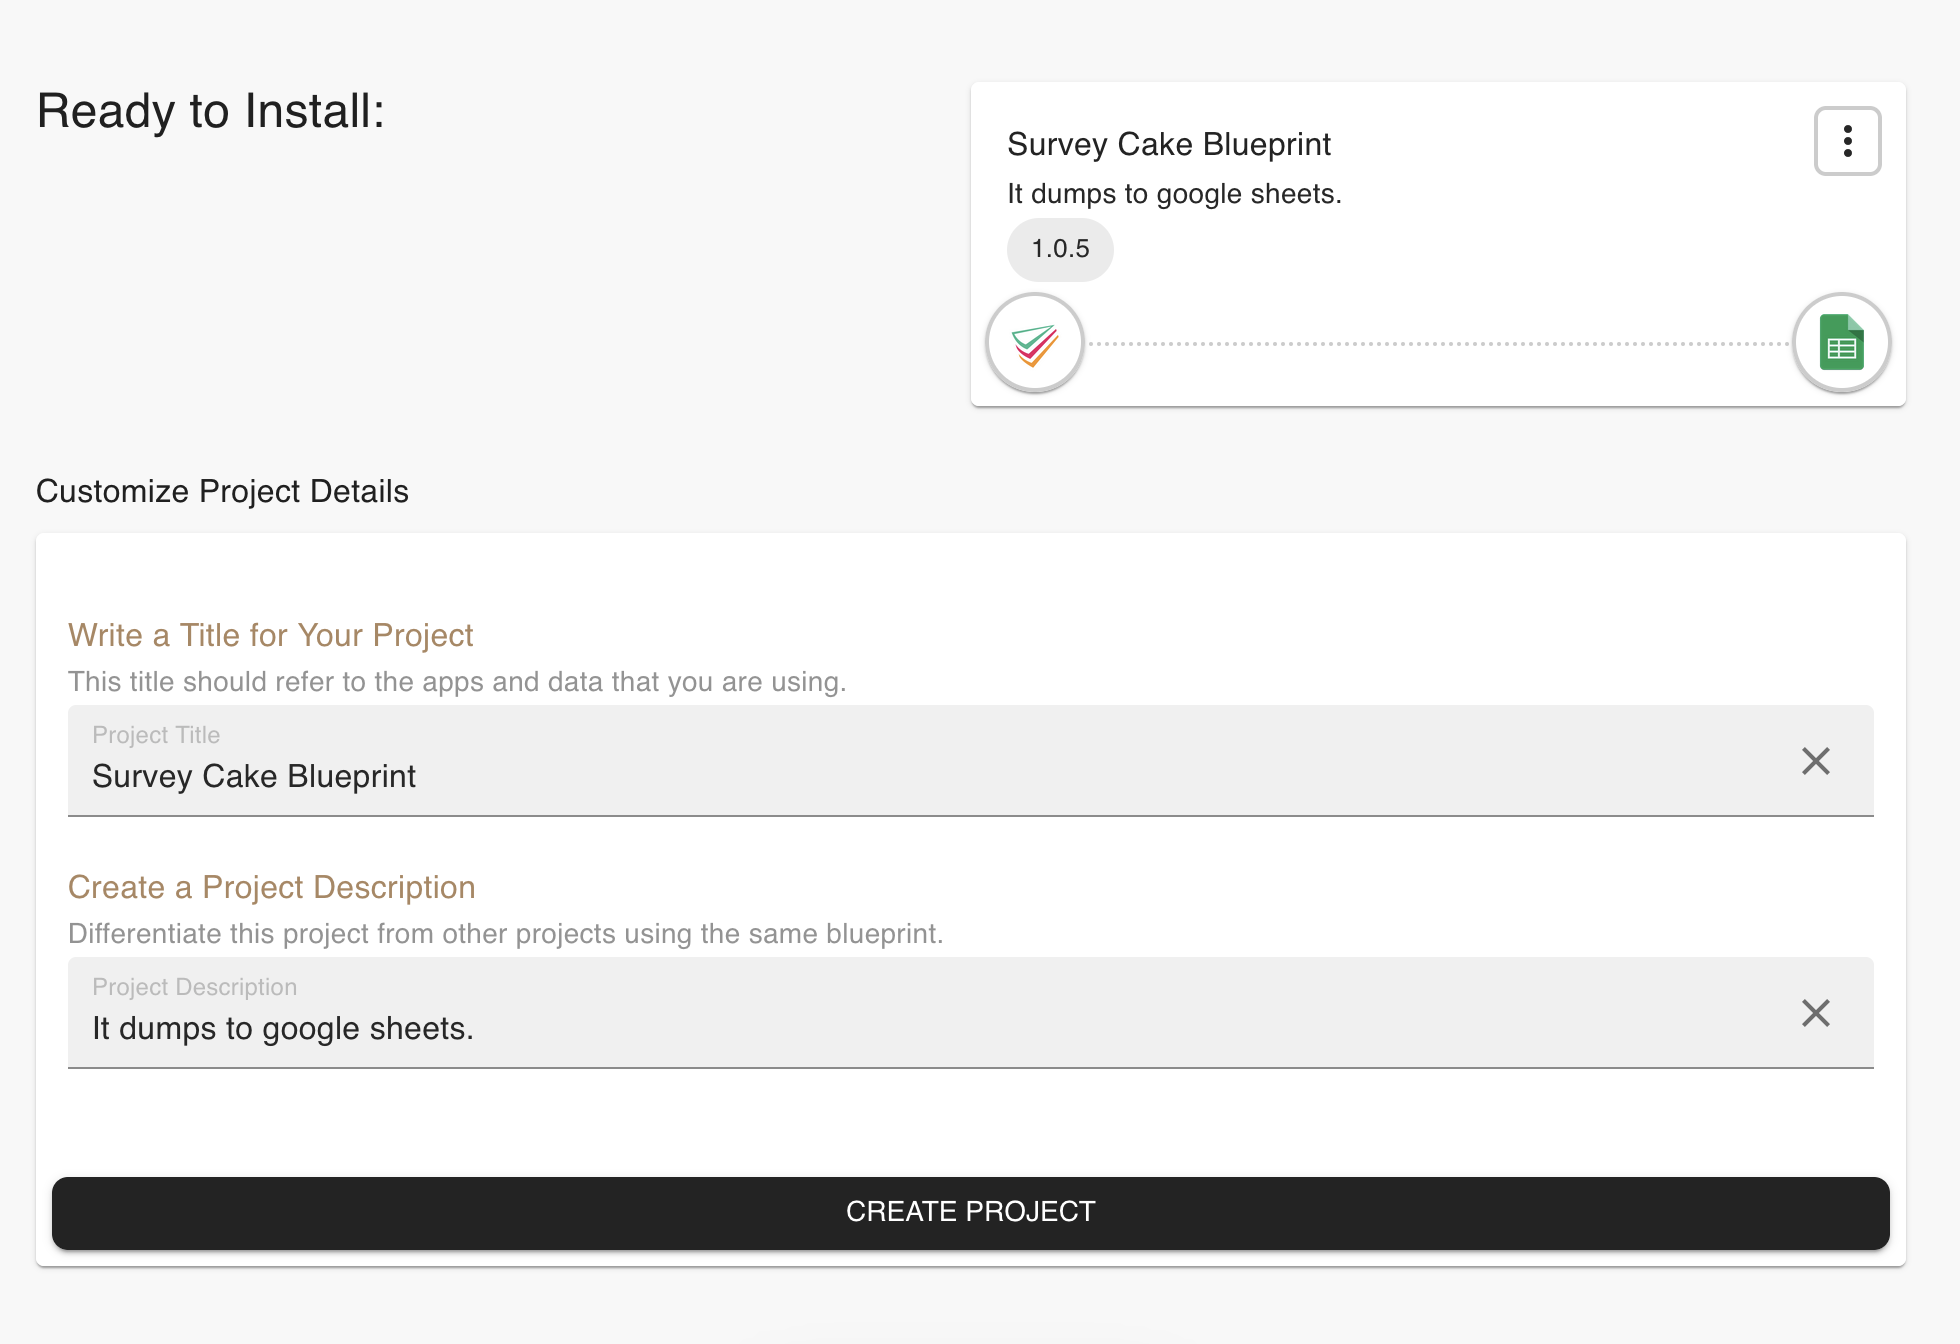 Ready to Install:
Survey Cake Blueprint
It dumps to google sheets.
1.0.5
Customize Project Details
Write a Title for Your Project
This title should refer to the apps and data that you are using.
Project Title
Survey Cake Blueprint
Create a Project Description
Differentiate this project from other projects using the same blueprint.
Project Description
It dumps to google sheets.
CREATE PROJECT